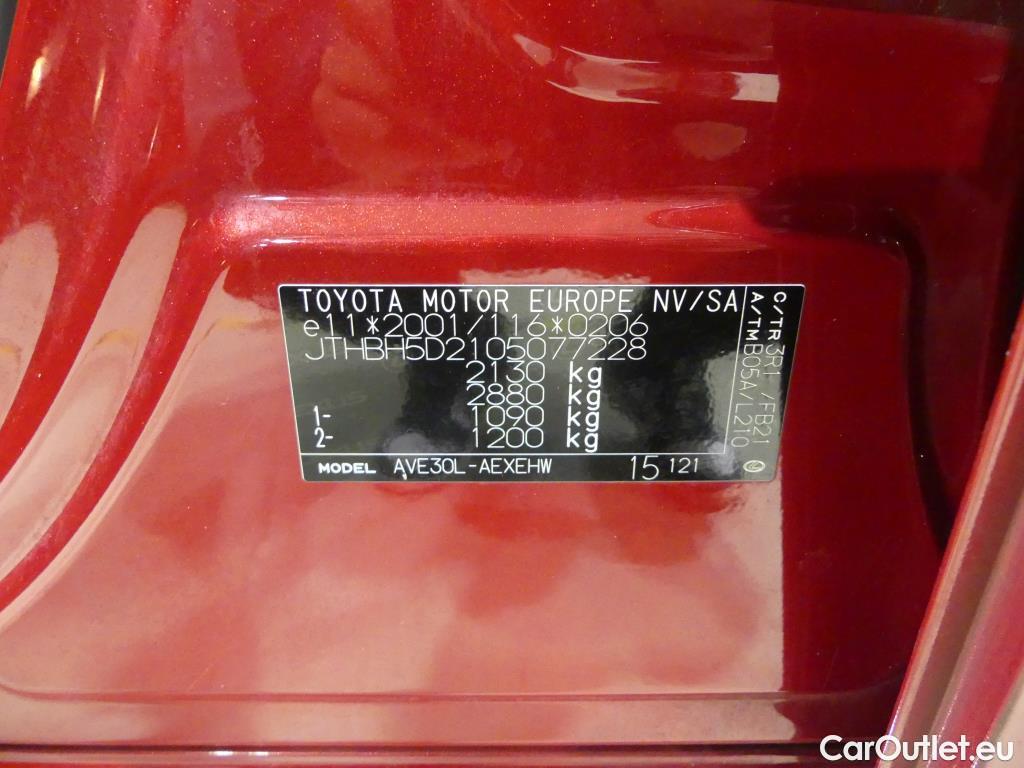 TOYOTA MOTOR EUROPE NV/SA
e11*2001/116*0206
JTHBH5D2105077228
2130 kg
2880 kg
1- 1090 kg
2- 1200 kg
MODEL AVE30L-AEXEHW 15 121
C/TR 3R1 /FB21
A/TM B05A/L210
CarOutlet.eu